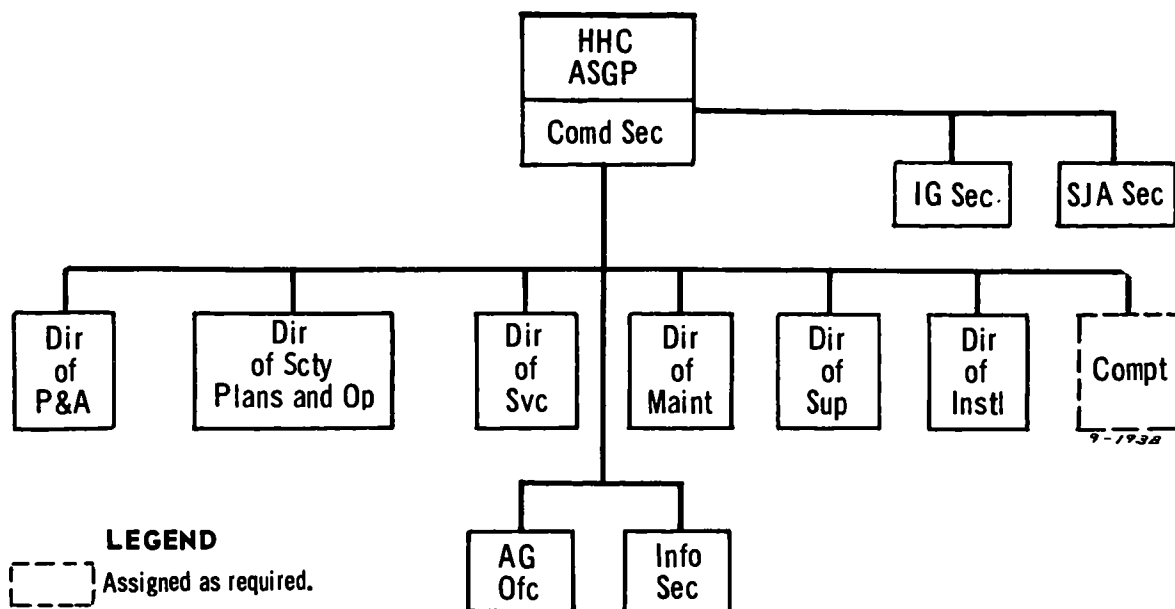 HHC
ASGP
Comd Sec
IG Sec.
SJA Sec
Dir
of
P&A
Dir
of Scty
Plans and Op
Dir
of
Svc
Dir
of
Maint
Dir
of
Sup
Dir
of
Instl
Compt
9-193B
AG
Ofc
Info
Sec
LEGEND
Assigned as required.